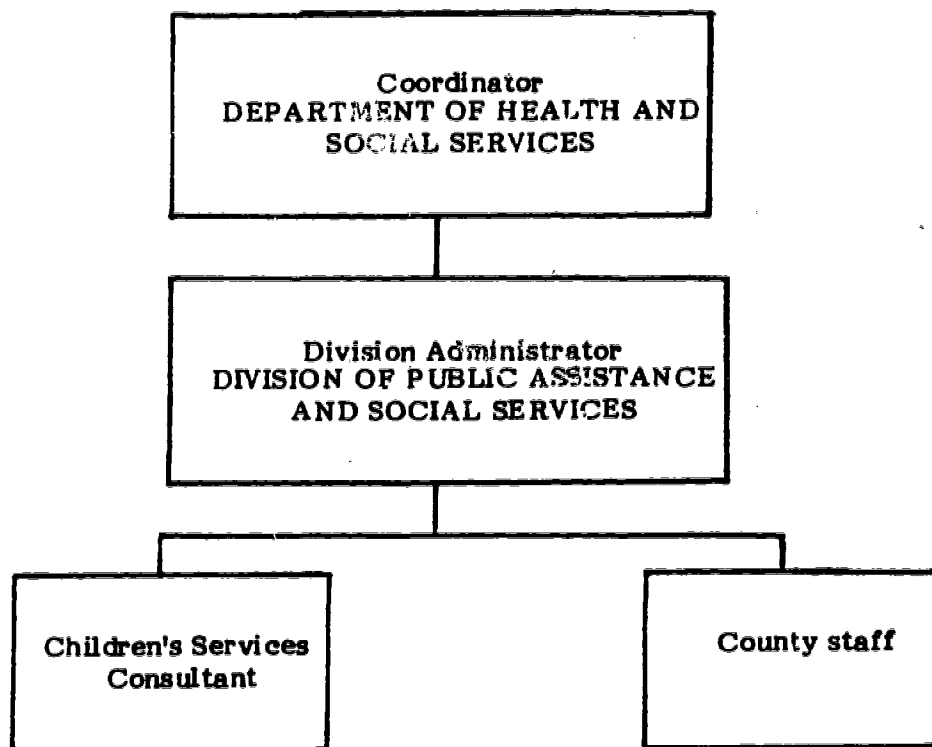 Coordinator
DEPARTMENT OF HEALTH AND
SOCIAL SERVICES
Division Administrator
DIVISION OF PUBLIC ASSISTANCE
AND SOCIAL SERVICES
Children's Services
Consultant
County staff